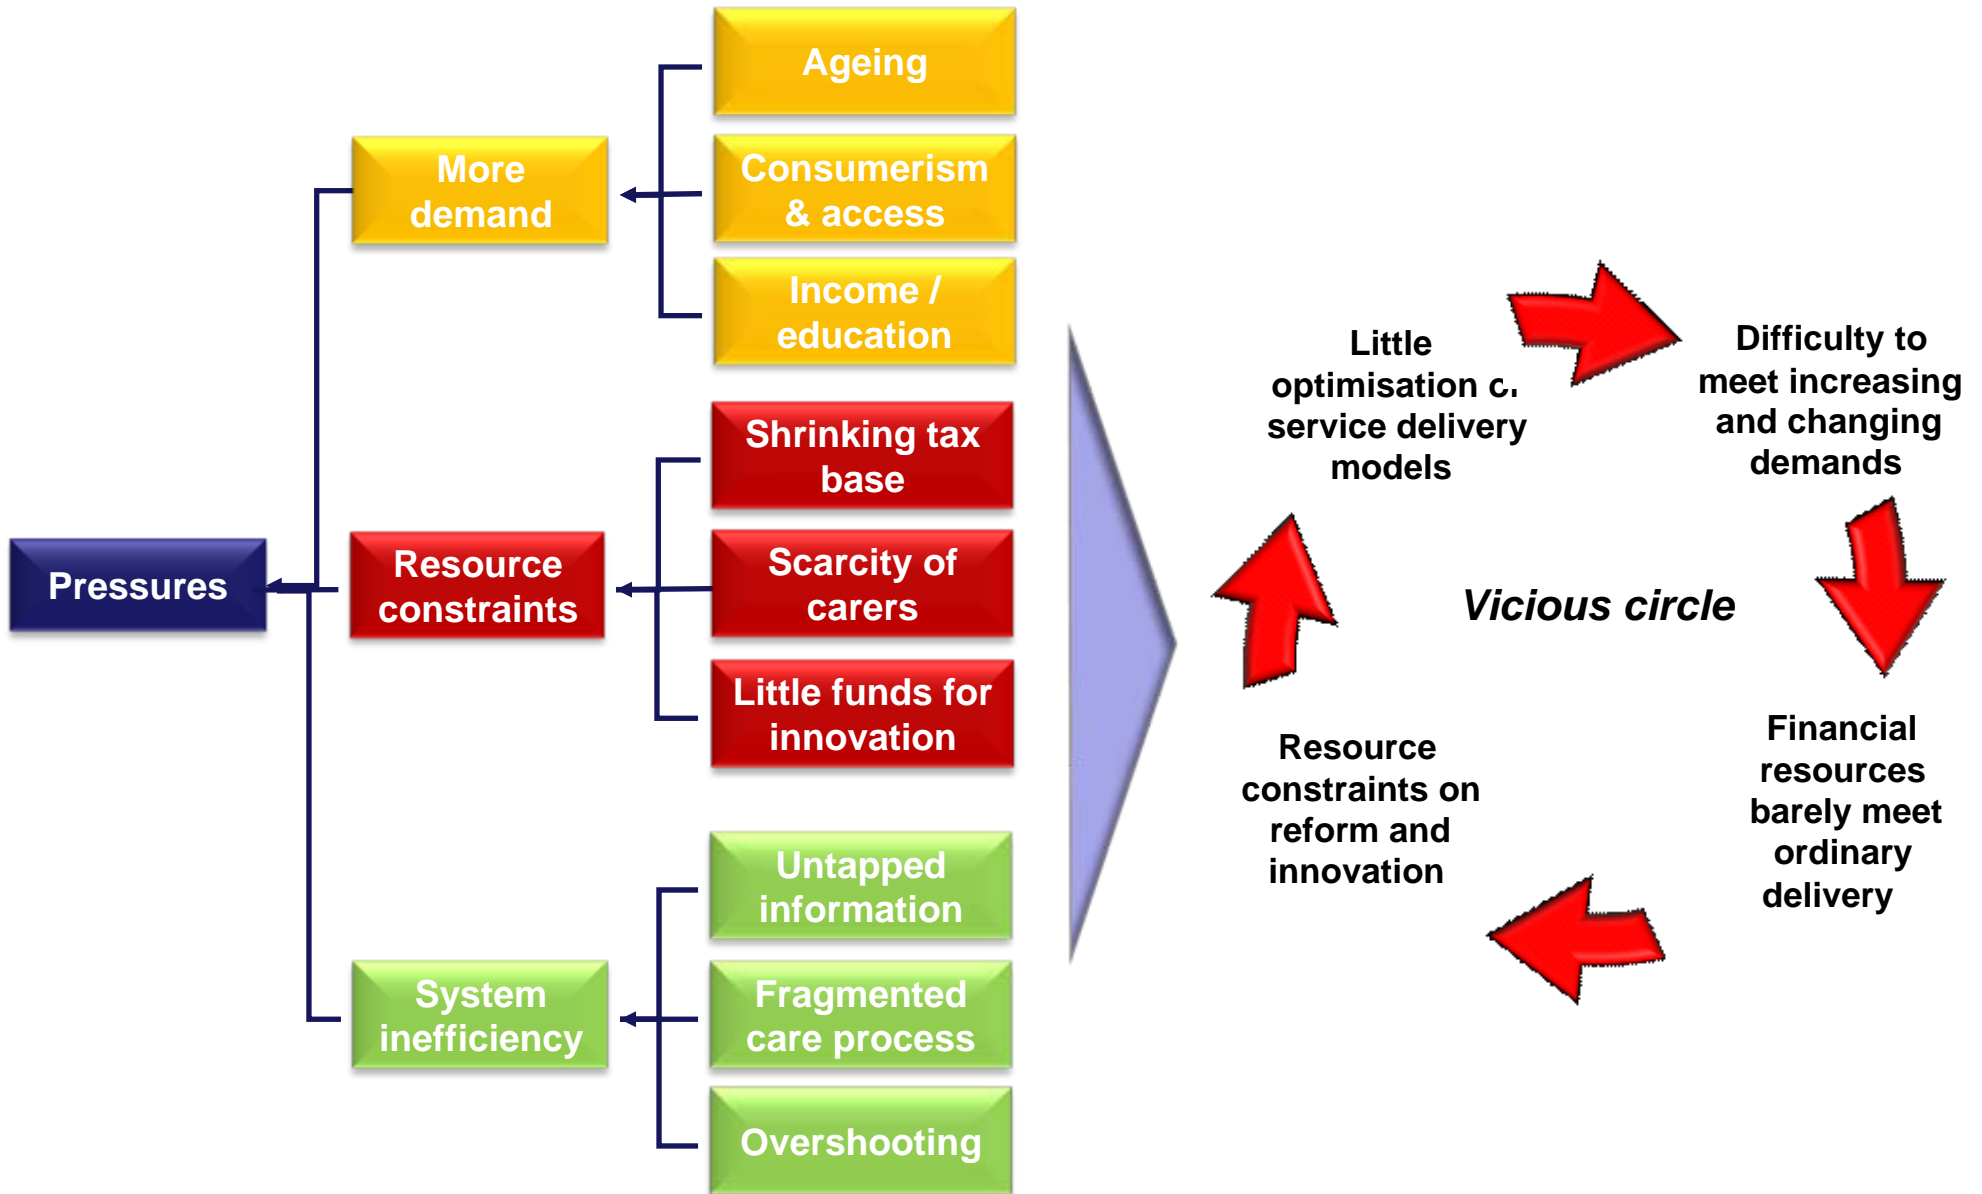 Ageing
More
demand
Consumerism
& access
Income /
education
Shrinking tax
base
Pressures
Resource
constraints
Scarcity of
carers
Little funds for
innovation
Untapped
information
System
inefficiency
Fragmented
care process
Overshooting
Little
optimisation
service delivery
models
Difficulty to
meet increasing
and changing
demands
Vicious circle
Financial
resources
barely meet
ordinary
delivery
Resource
constraints on
reform and
innovation